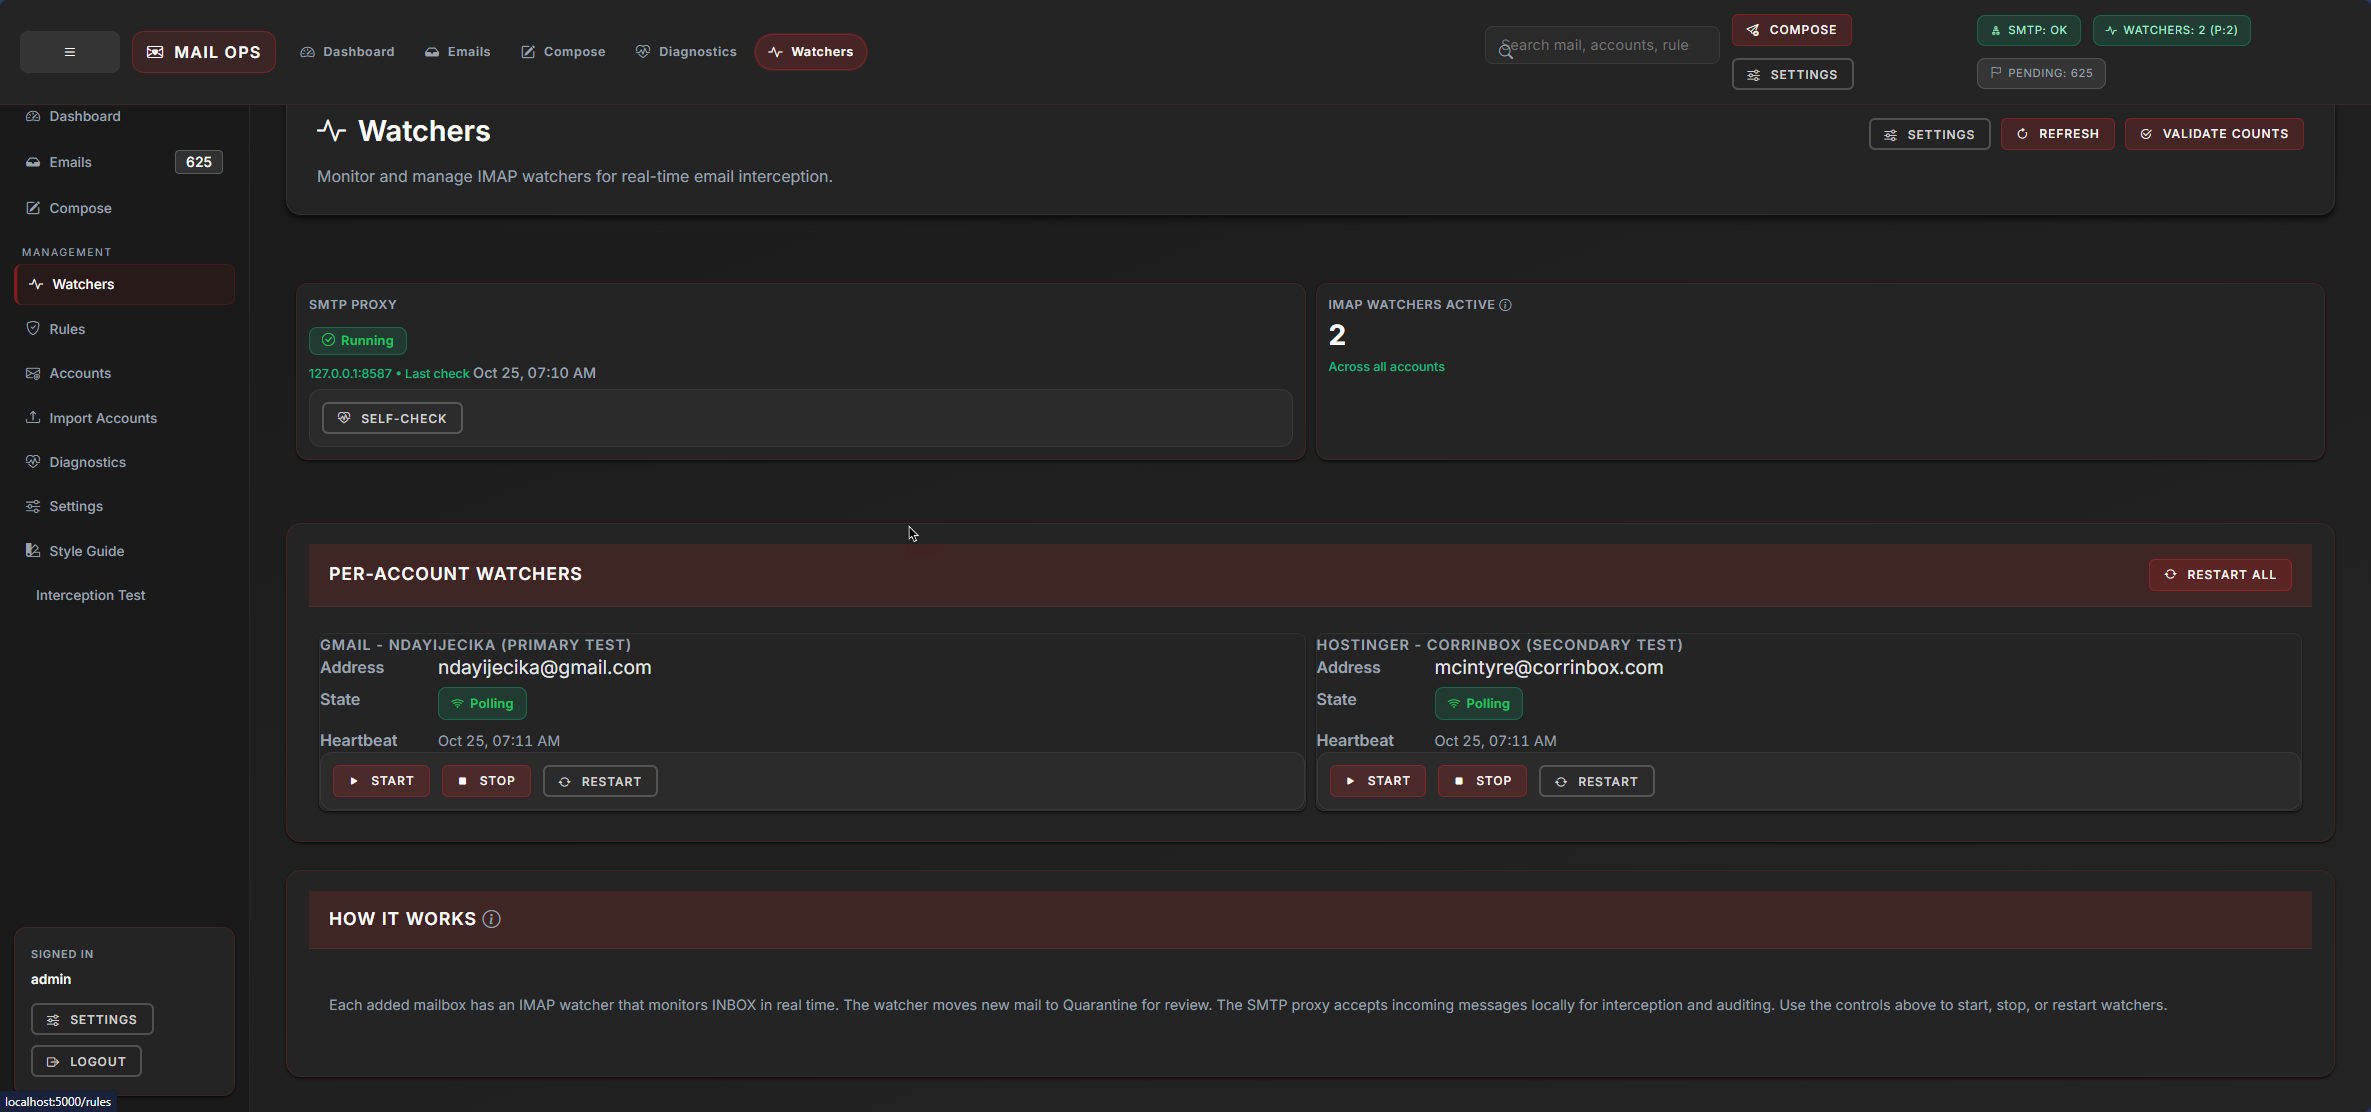 MAIL OPS
Dashboard
Emails
Compose
Diagnostics
Watchers
Search mail, accounts, rule
COMPOSE
SETTINGS
SMTP: OK
WATCHERS: 2 (P:2)
PENDING: 625
Dashboard
Emails 625
Compose
MANAGEMENT
Watchers
Rules
Accounts
Import Accounts
Diagnostics
Settings
Style Guide
Interception Test
SIGNED IN
admin
SETTINGS
LOGOUT
localhost:5000/rules
Watchers
Monitor and manage IMAP watchers for real-time email interception.
SETTINGS
REFRESH
VALIDATE COUNTS
SMTP PROXY
Running
127.0.0.1:8587 • Last check Oct 25, 07:10 AM
SELF-CHECK
IMAP WATCHERS ACTIVE
2
Across all accounts
PER-ACCOUNT WATCHERS
RESTART ALL
GMAIL - NDAYIJECIKA (PRIMARY TEST)
Address ndayijecika@gmail.com
State Polling
Heartbeat Oct 25, 07:11 AM
START
STOP
RESTART
HOSTINGER - CORRINBOX (SECONDARY TEST)
Address mcintyre@corrinbox.com
State Polling
Heartbeat Oct 25, 07:11 AM
START
STOP
RESTART
HOW IT WORKS
Each added mailbox has an IMAP watcher that monitors INBOX in real time. The watcher moves new mail to Quarantine for review. The SMTP proxy accepts incoming messages locally for interception and auditing. Use the controls above to start, stop, or restart watchers.